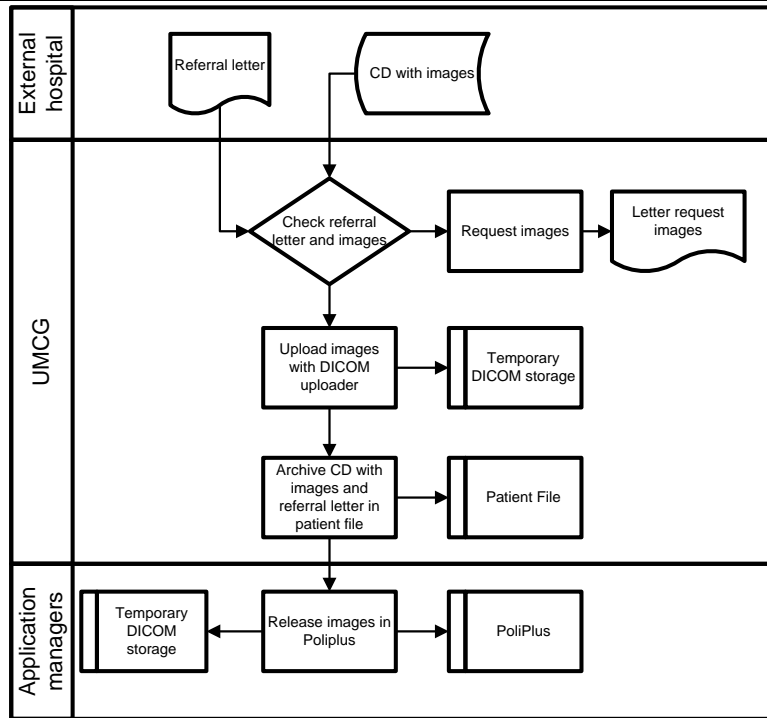 External
hospital
Referral letter
CD with images
UMCG
Check referral
letter and images
Request images
Letter request
images
Upload images
with DICOM
uploader
Temporary
DICOM storage
Archive CD with
images and
referral letter in
patient file
Patient File
Application
managers
Temporary
DICOM
storage
Release images in
Poliplus
PoliPlus